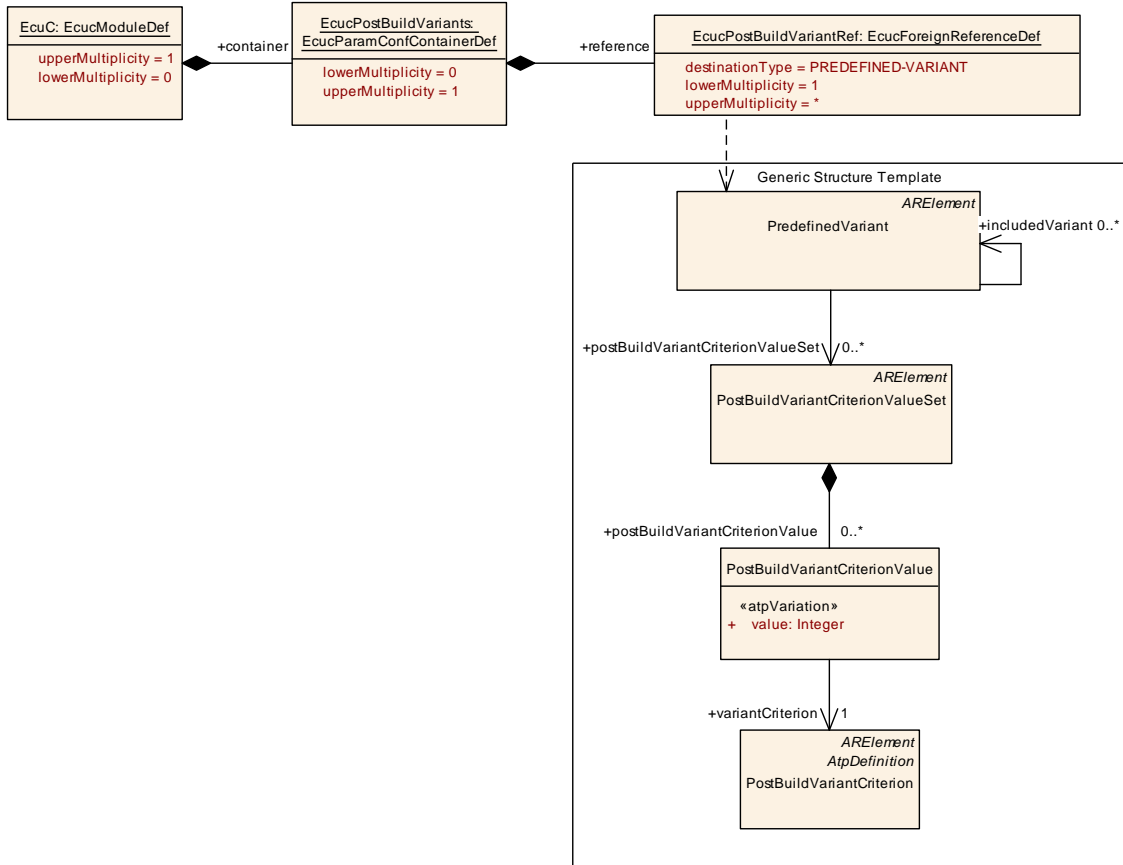 EcuC: EcucModuleDef
upperMultiplicity = 1
lowerMultiplicity = 0
+container
EcucPostBuildVariants:
EcucParamConfContainerDef
lowerMultiplicity = 0
upperMultiplicity = 1
+reference
EcucPostBuildVariantRef: EcucForeignReferenceDef
destinationType = PREDEFINED-VARIANT
lowerMultiplicity = 1
upperMultiplicity = *
Generic Structure Template
ARElement
PredefinedVariant
+includedVariant 0..*
+postBuildVariantCriterionValueSet 0..*
ARElement
PostBuildVariantCriterionValueSet
+postBuildVariantCriterionValue 0..*
PostBuildVariantCriterionValue
«atpVariation»
+ value: Integer
+variantCriterion 1
ARElement
AtpDefinition
PostBuildVariantCriterion